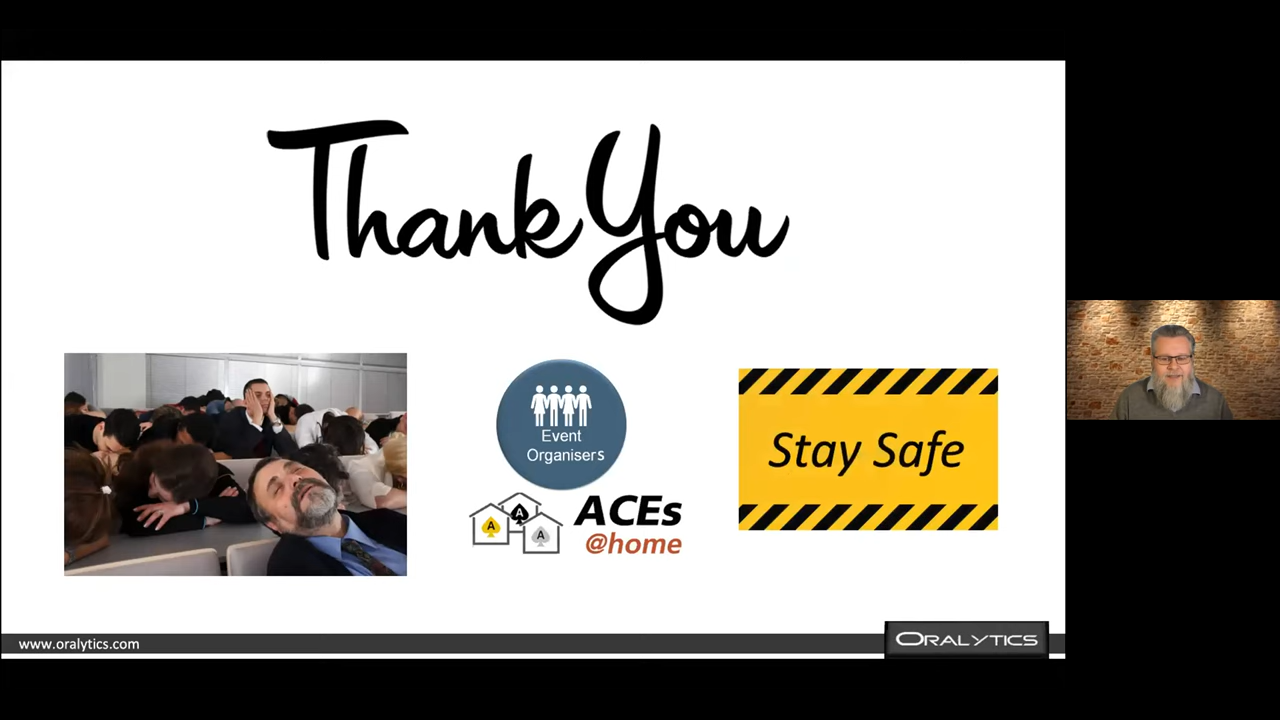 Thank You
Event
Organisers
A A A
ACEs
@home
Stay Safe
www.oralytics.com
ORALYTICS